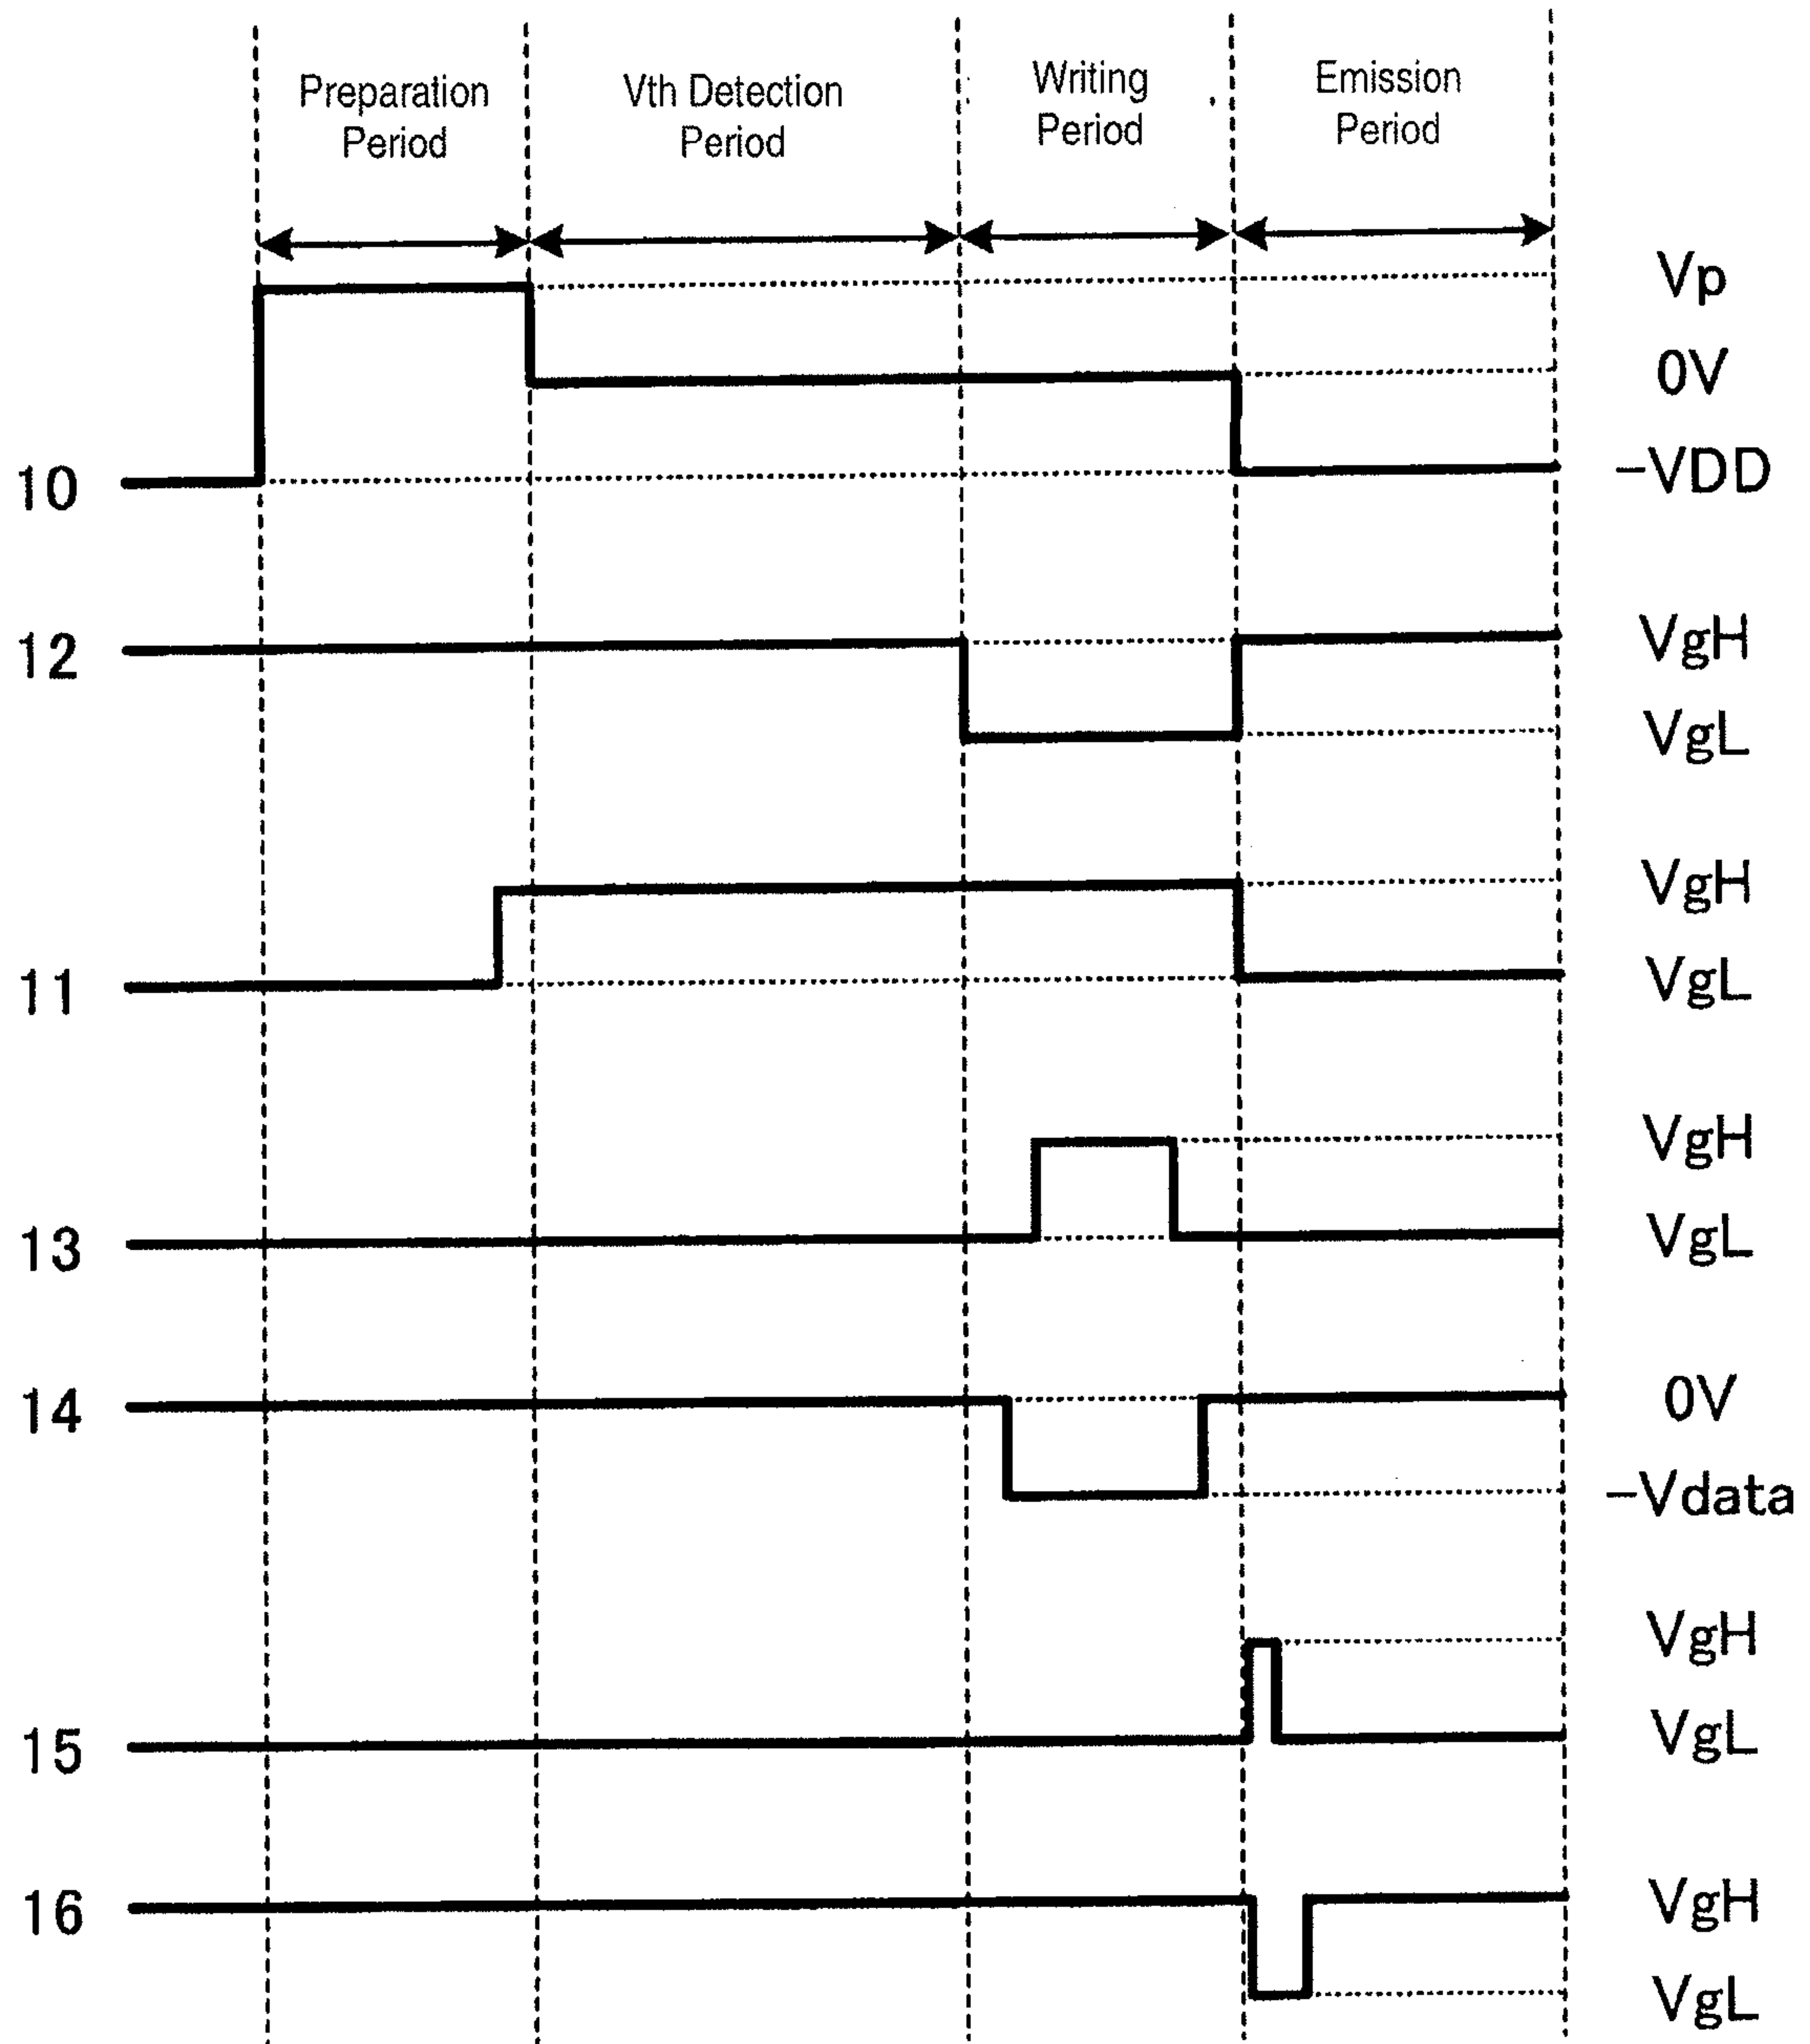 Preparation
Period
Vth Detection
Period
Writing
Period
Emission
Period
Vp
0V
10
-VDD
12
VgH
VgL
VgH
11
VgL
VgH
13
VgL
14
0V
-Vdata
VgH
15
VgL
16
VgH
VgL